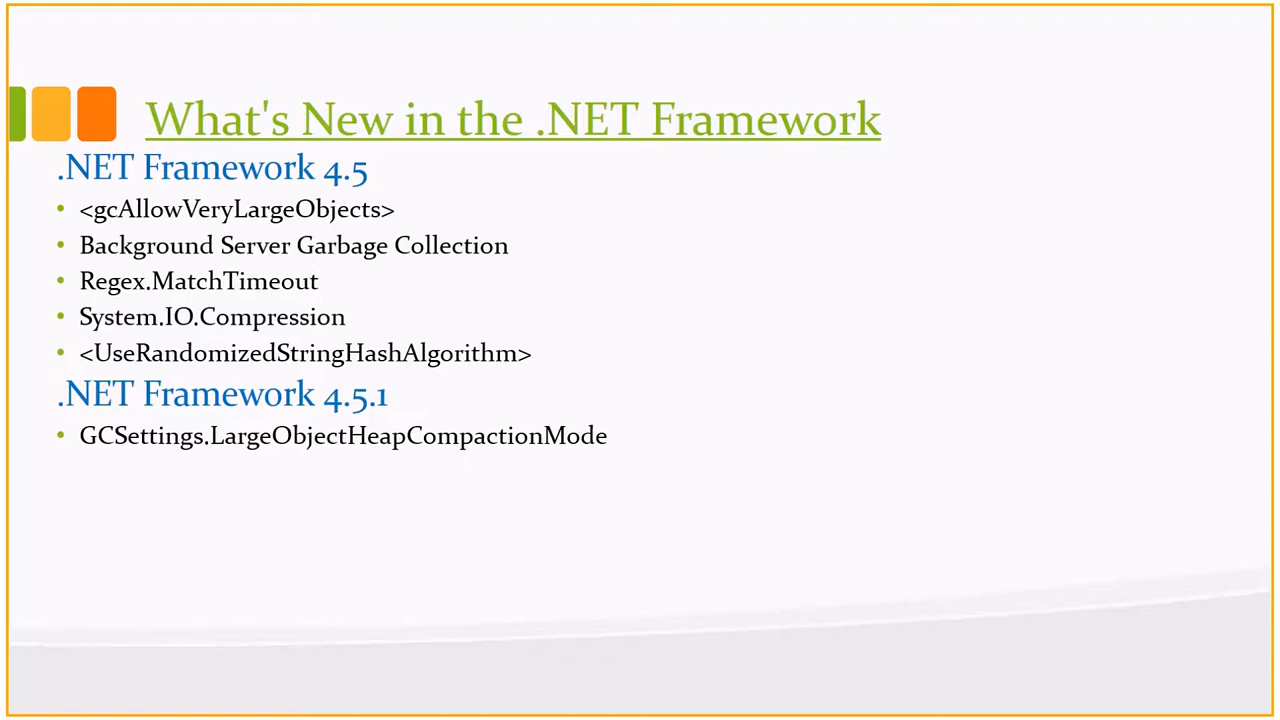 What's New in the .NET Framework
.NET Framework 4.5
• <gcAllowVeryLargeObjects>
• Background Server Garbage Collection
• Regex.MatchTimeout
• System.IO.Compression
• <UseRandomizedStringHashAlgorithm>
.NET Framework 4.5.1
• GCSettings.LargeObjectHeapCompactionMode